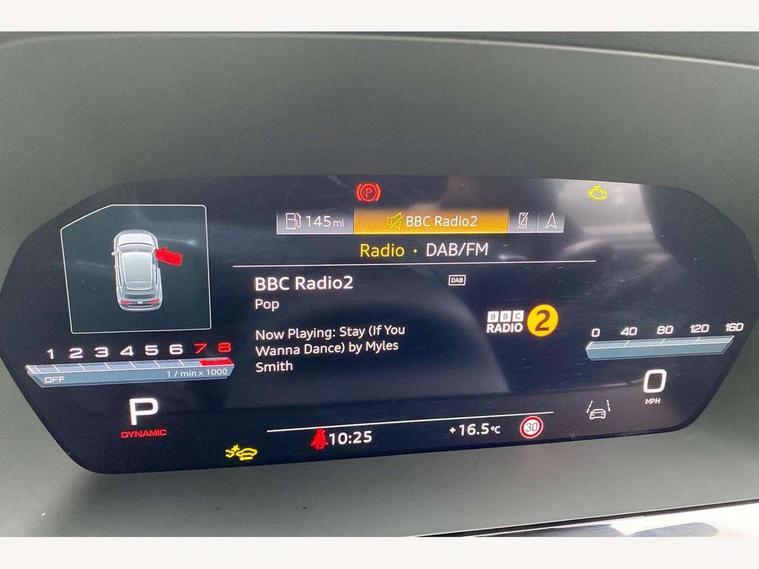 P
145mi
BBC Radio2
Radio · DAB/FM
BBC Radio2
DAB
Pop
BBC
RADIO 2
Now Playing: Stay (If You
Wanna Dance) by Myles
Smith
1 2 3 4 5 6 7 8
OFF
1 / min x 1000
0 40 80 120 160
P
DYNAMIC
0
MPH
10:25
+16.5°C
30